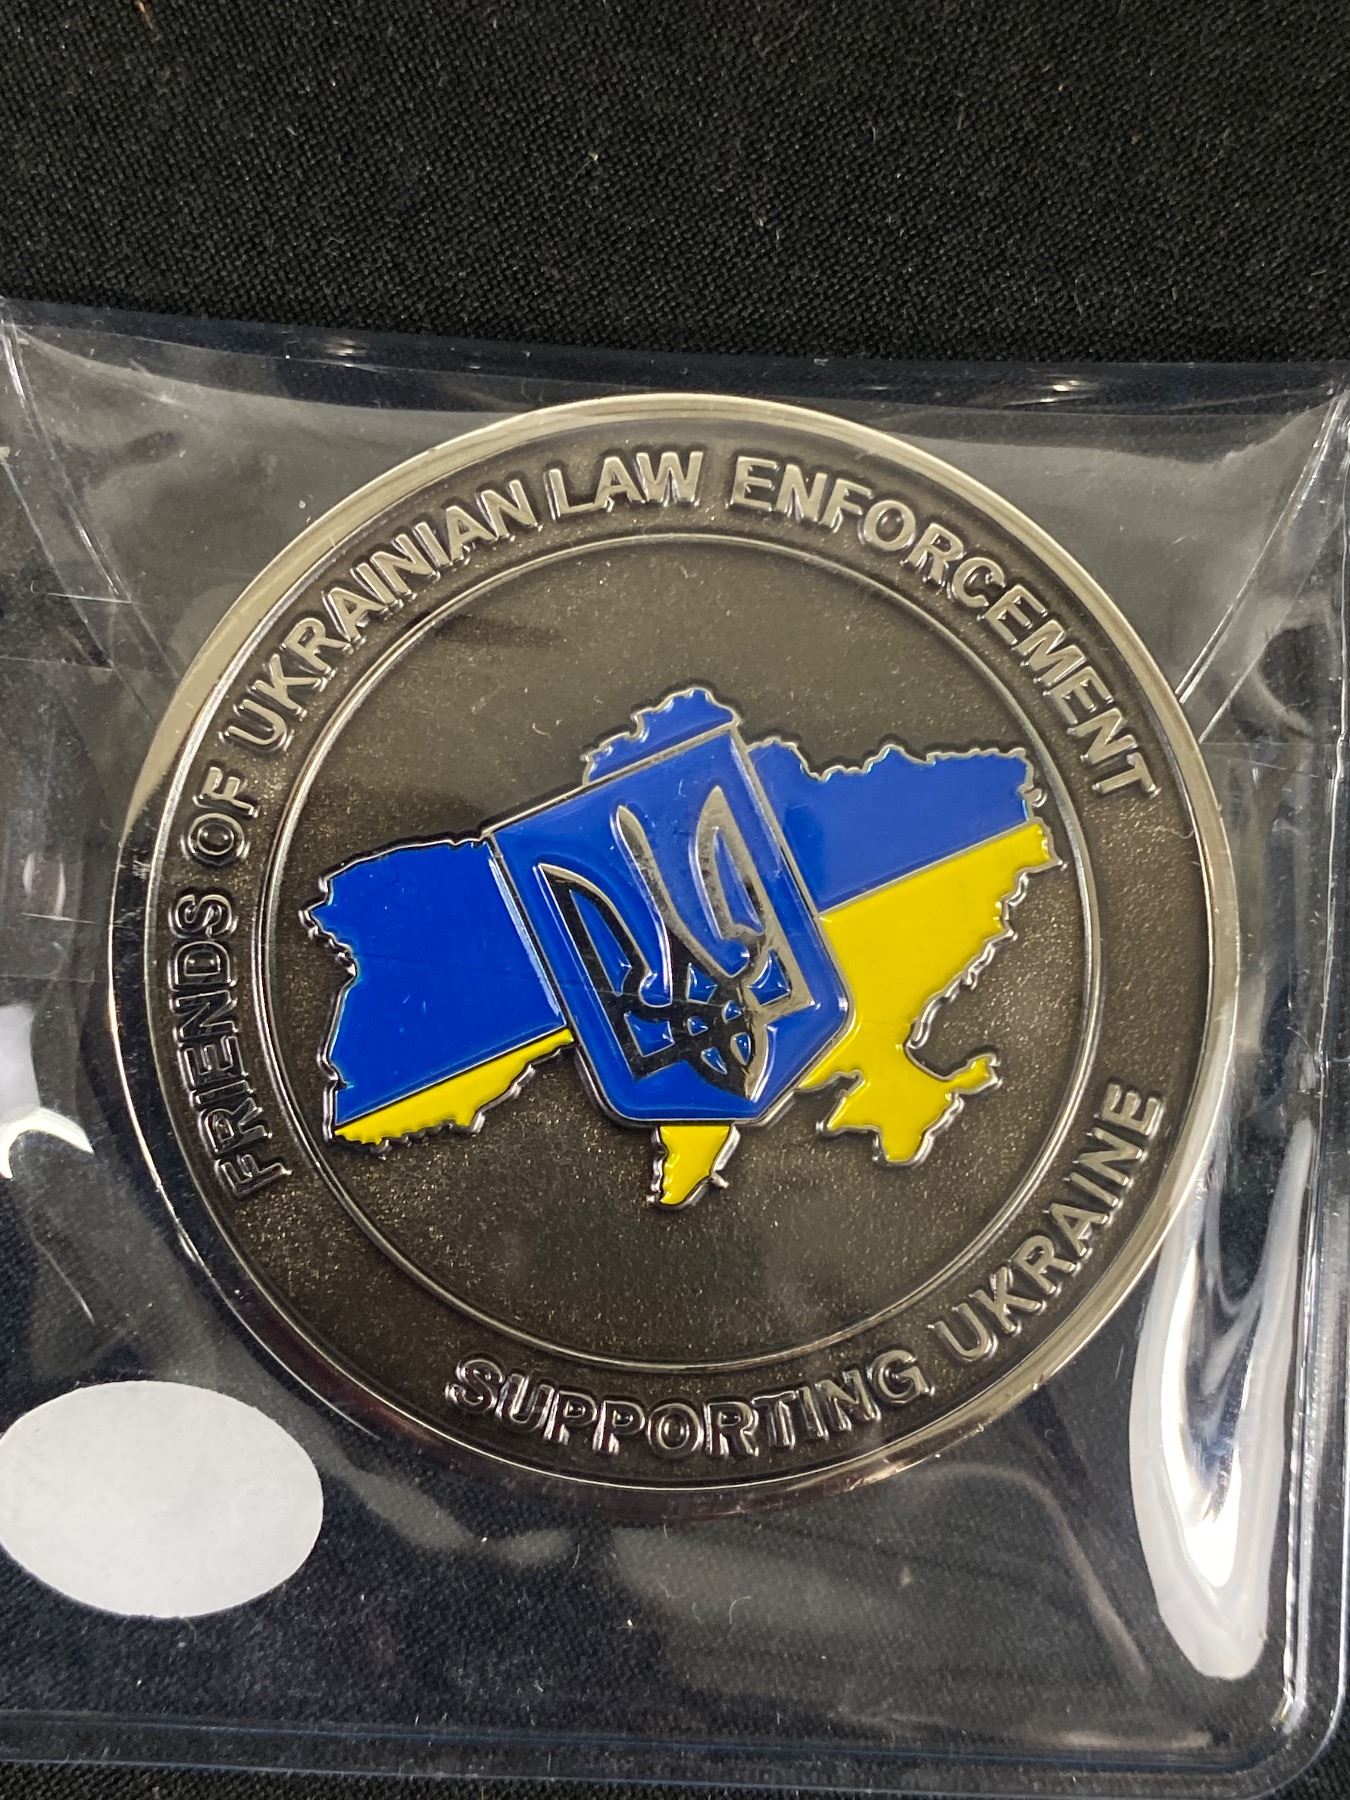 FRIENDS OF UKRAINIAN LAW ENFORCEMENT
SUPPORTING UKRAINE